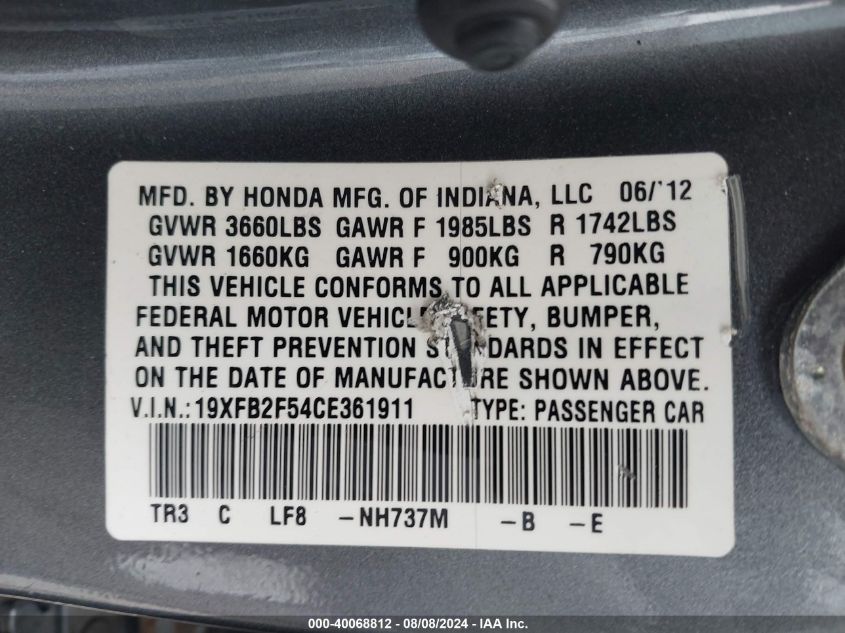 MFD. BY HONDA MFG. OF INDIANA, LLC 06/'12
GVWR 3660LBS GAWR F 1985LBS R 1742LBS
GVWR 1660KG GAWR F 900KG R 790KG
THIS VEHICLE CONFORMS TO ALL APPLICABLE
FEDERAL MOTOR VEHICLE SAFETY, BUMPER,
AND THEFT PREVENTION STANDARDS IN EFFECT
ON THE DATE OF MANUFACTURE SHOWN ABOVE.
V.I.N.:19XFB2F54CE361911 TYPE: PASSENGER CAR
TR3 C LF8 -NH737M -B -E
000-40068812 - 08/08/2024 - IAA Inc.